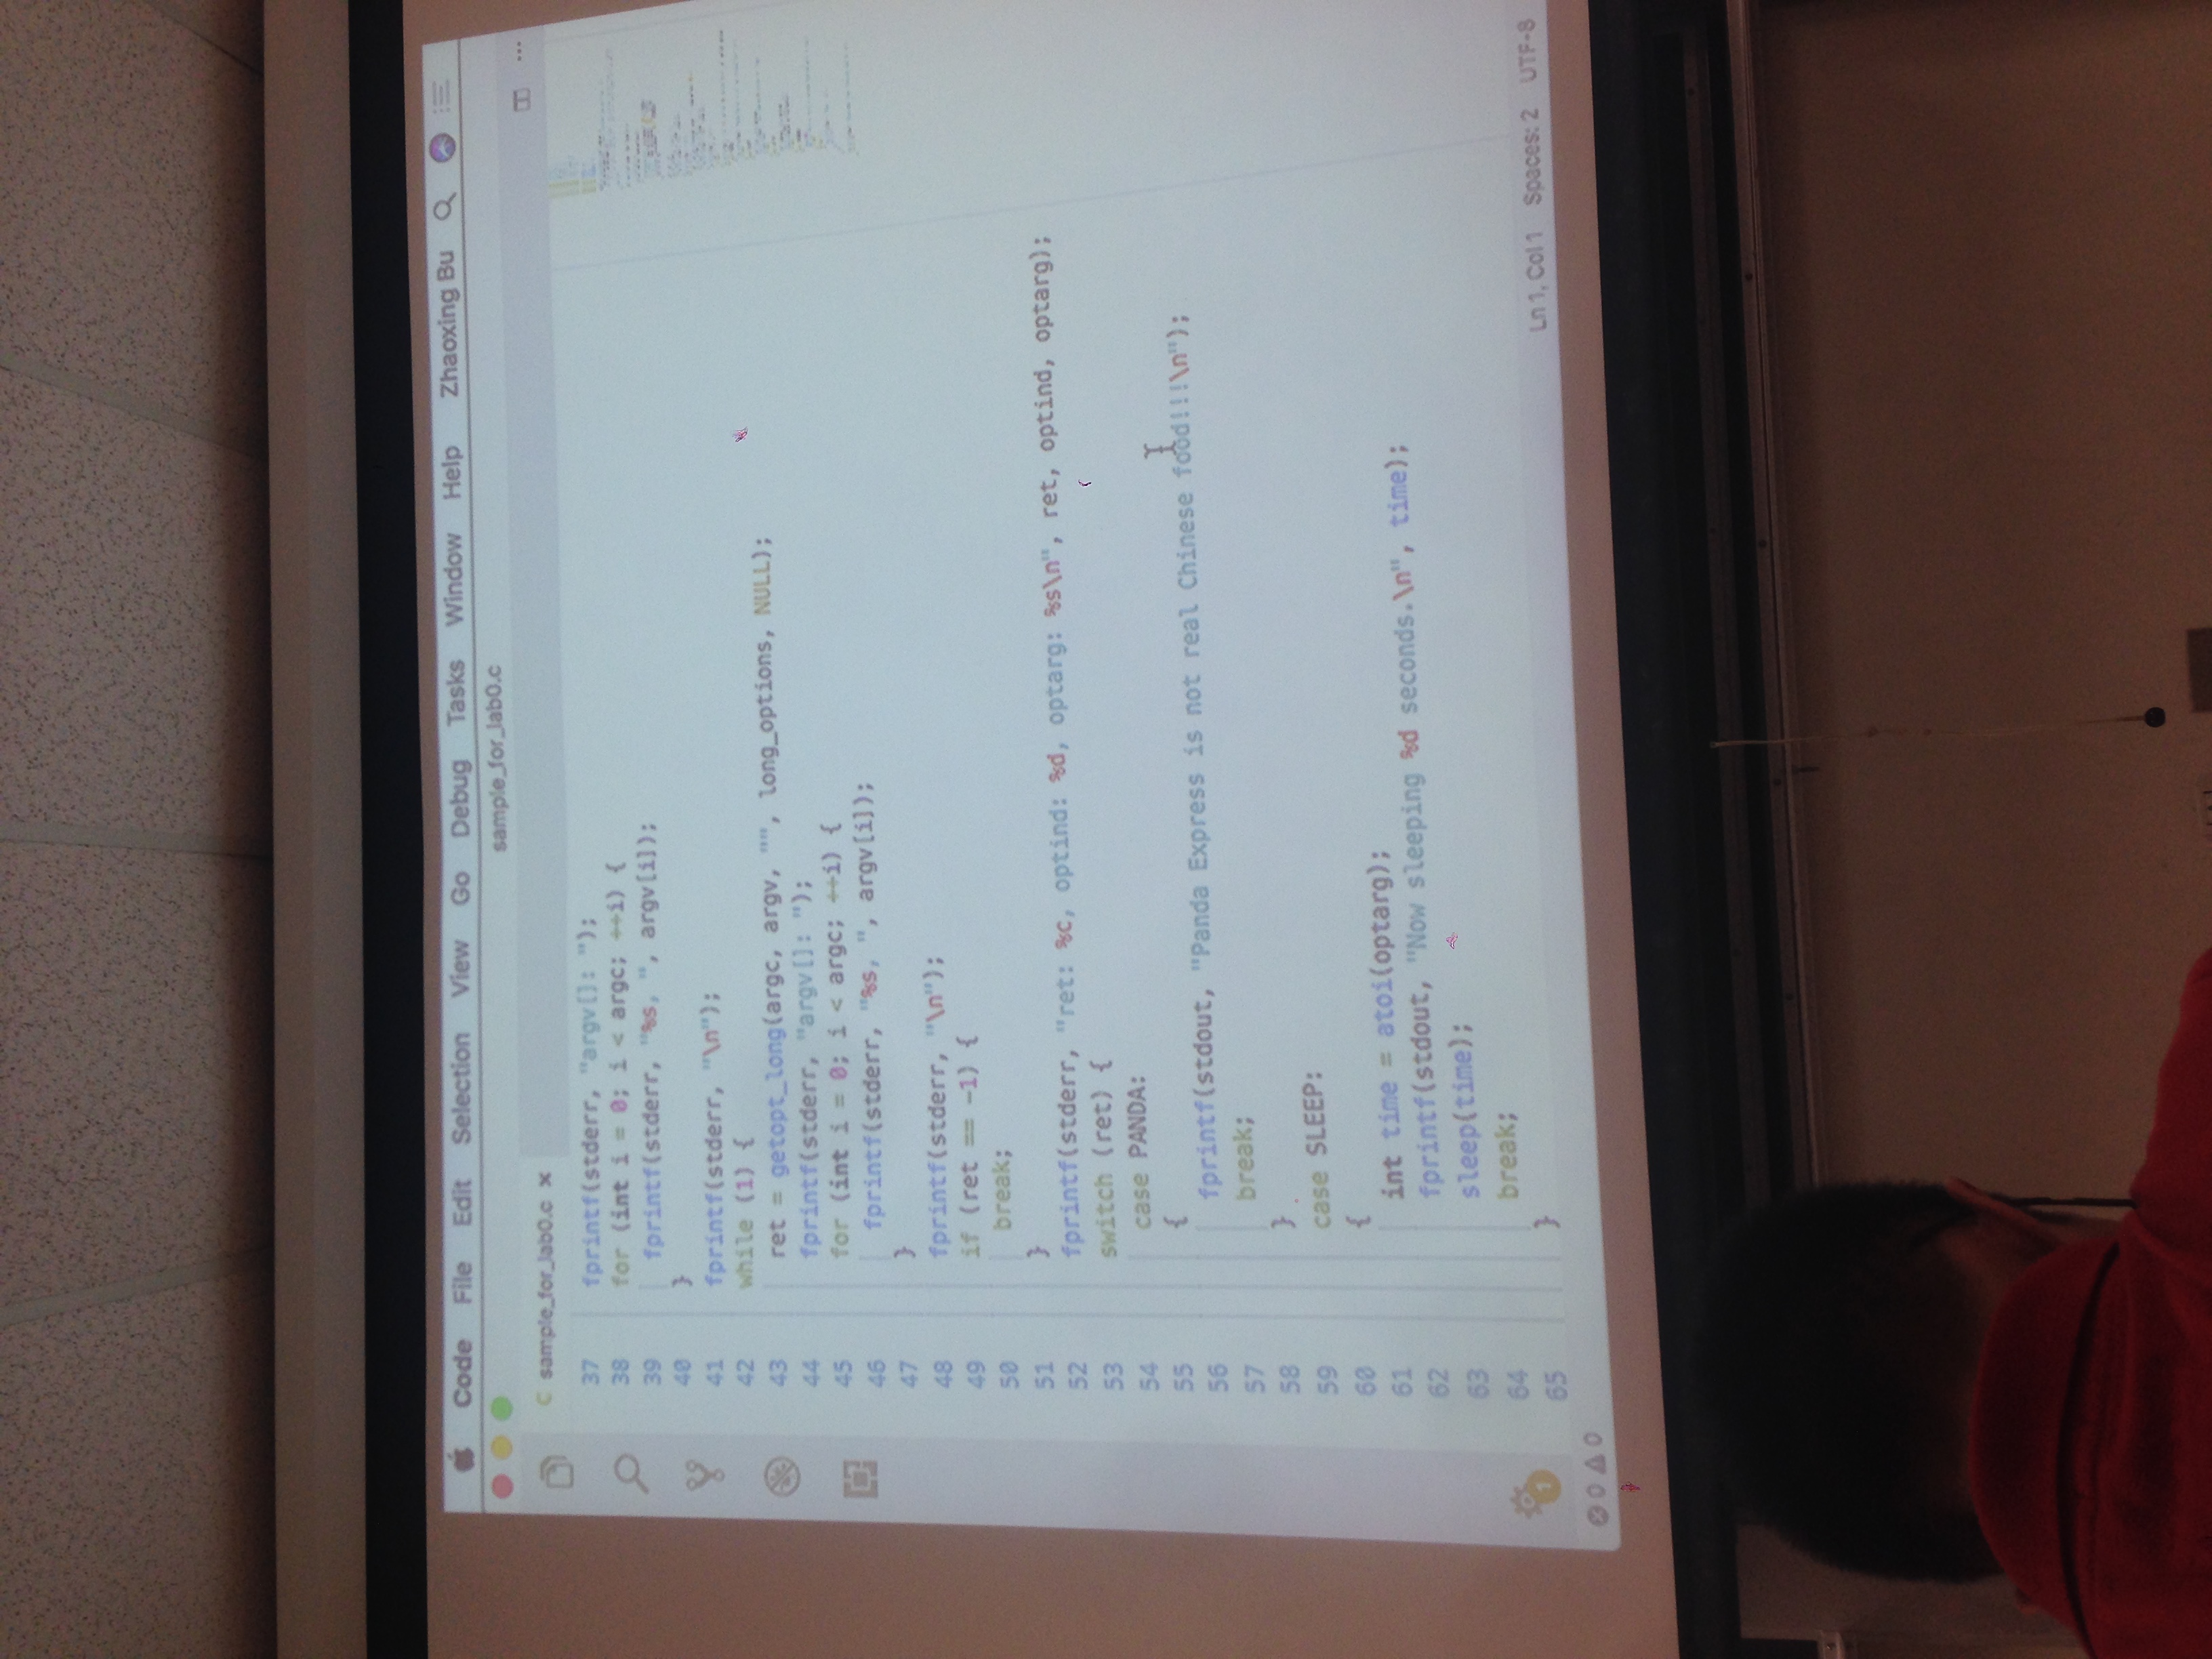 Code File Edit Selection View Go Debug Tasks Window Help Zhaoxing Bu
sample_for_lab0.c
C sample_for_lab0.c ×
37 fprintf(stderr, "argv[]: ");
38 for (int i = 0; i < argc; ++i) {
39 fprintf(stderr, "%s, ", argv[i]);
40 }
41 fprintf(stderr, "\n");
42 while (1) {
43 ret = getopt_long(argc, argv, "", long_options, NULL);
44 fprintf(stderr, "argv[]: ");
45 for (int i = 0; i < argc; ++i) {
46 fprintf(stderr, "%s, ", argv[i]);
47 }
48 fprintf(stderr, "\n");
49 if (ret == -1) {
50 break;
51 }
52 fprintf(stderr, "ret: %c, optind: %d, optarg: %s\n", ret, optind, optarg);
53 switch (ret) {
54 case PANDA:
55 {
56 fprintf(stdout, "Panda Express is not real Chinese food!!!\n");
57 break;
58 }
59 case SLEEP:
60 {
61 int time = atoi(optarg);
62 fprintf(stdout, "Now sleeping %d seconds.\n", time);
63 sleep(time);
64 break;
65 }
1
0 0 Ln 1, Col 1 Spaces: 2 UTF-8